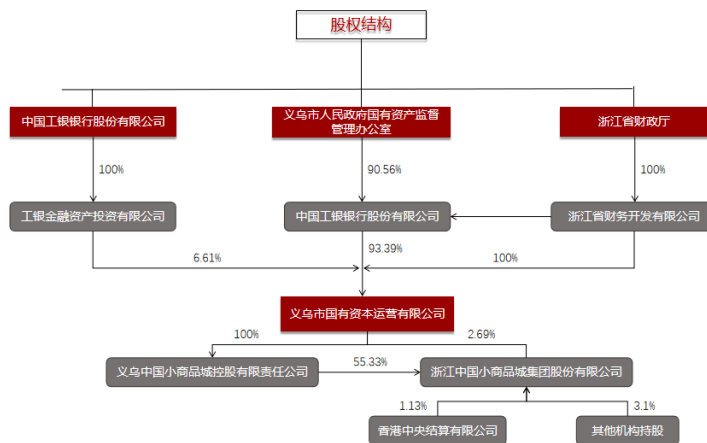 股权结构
中国工银银行股份有限公司
义乌市人民政府国有资产监督
管理办公室
浙江省财政厅
100%
90.56%
100%
工银金融资产投资有限公司
中国工银银行股份有限公司
浙江省财务开发有限公司
93.39%
6.61%
100%
义乌市国有资本运营有限公司
100%
2.69%
义乌中国小商品城控股有限责任公司
55.33%
浙江中国小商品城集团股份有限公司
1.13%
3.1%
香港中央结算有限公司
其他机构持股